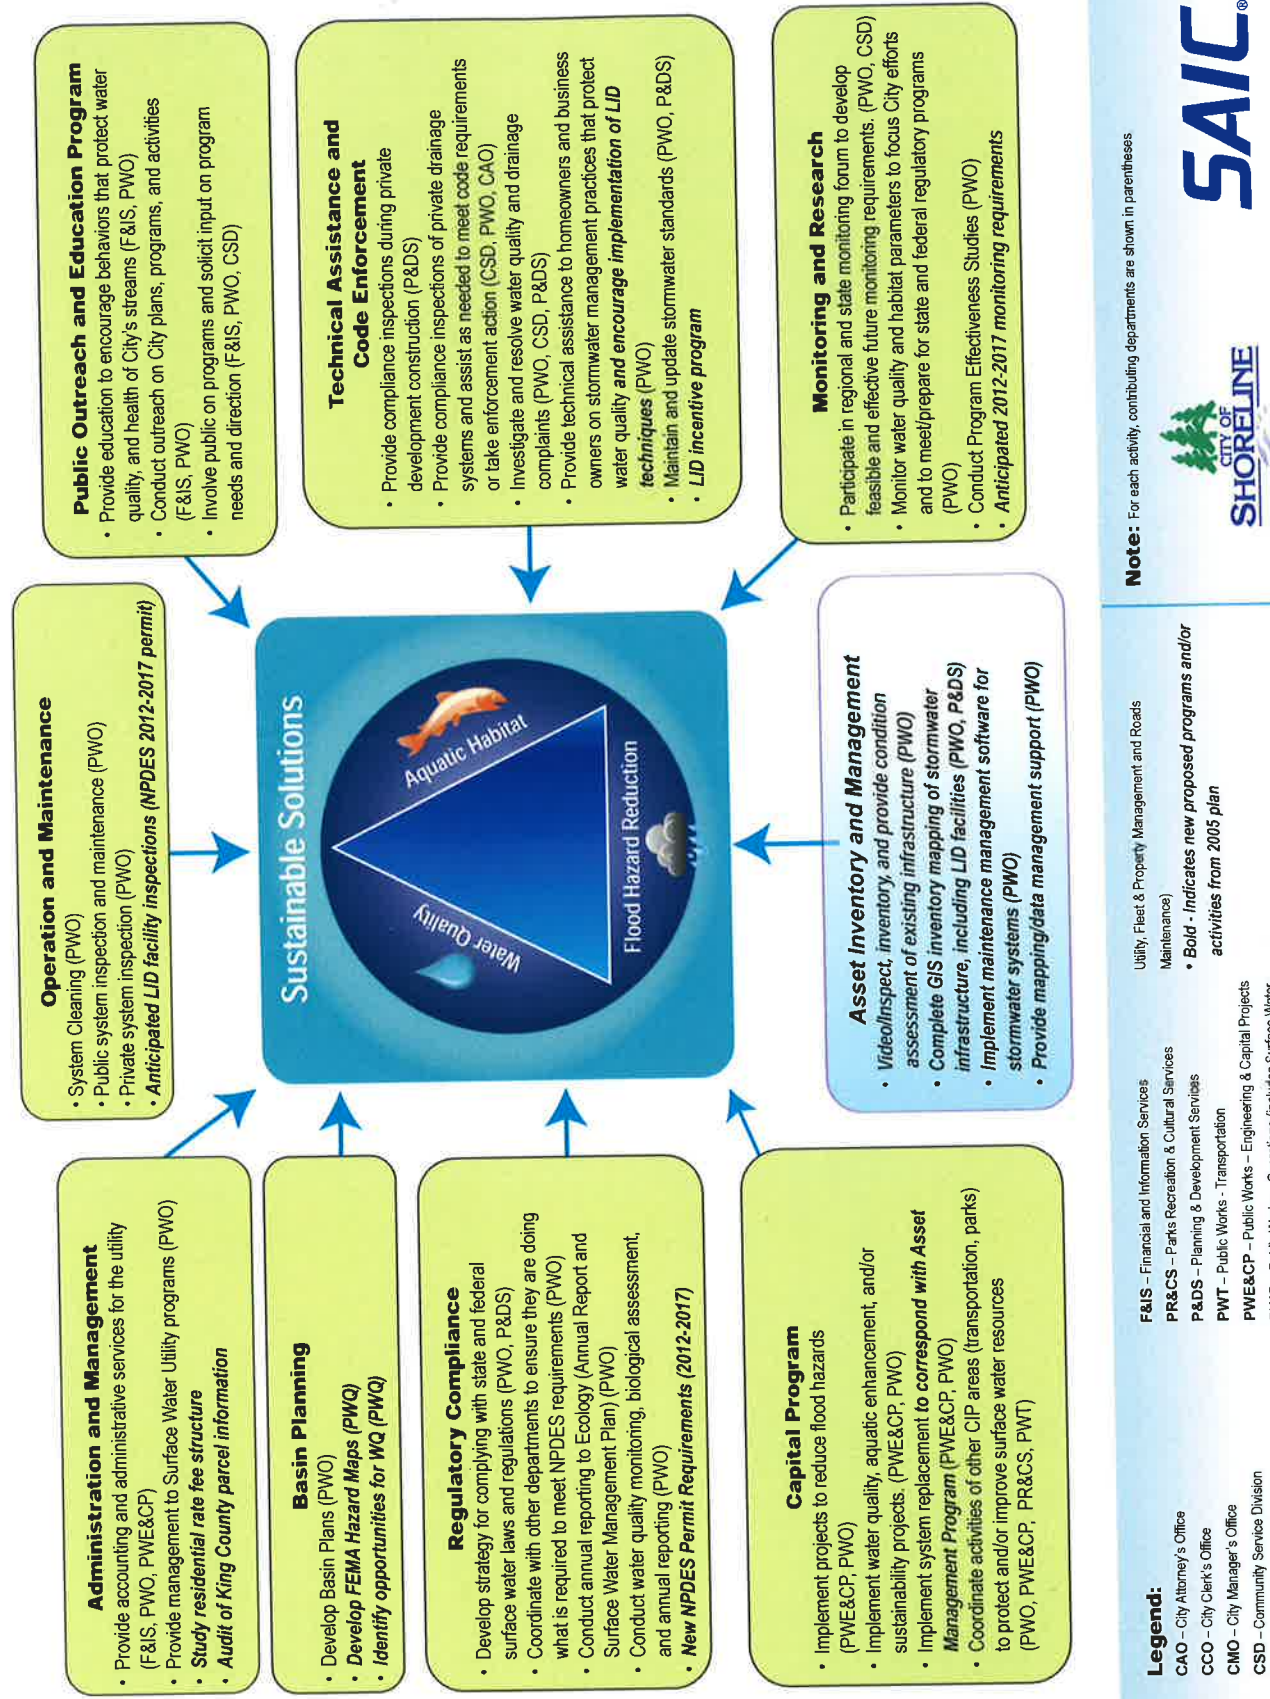 Administration and Management
• Provide accounting and administrative services for the utility
(F&IS, PWO, PWE&CP)
• Provide management to Surface Water Utility programs (PWO)
• Study residential rate fee structure
• Audit of King County parcel information
Basin Planning
• Develop Basin Plans (PWO)
• Develop FEMA Hazard Maps (PWQ)
• Identify opportunities for WQ (PWQ)
Regulatory Compliance
• Develop strategy for complying with state and federal
surface water laws and regulations (PWO, P&DS)
• Coordinate with other departments to ensure they are doing
what is required to meet NPDES requirements (PWO)
• Conduct annual reporting to Ecology (Annual Report and
Surface Water Management Plan) (PWO)
• Conduct water quality monitoring, biological assessment,
and annual reporting (PWO)
• New NPDES Permit Requirements (2012-2017)
Capital Program
• Implement projects to reduce flood hazards
(PWE&CP, PWO)
• Implement water quality, aquatic enhancement, and/or
sustainability projects. (PWE&CP, PWO)
• Implement system replacement to correspond with Asset
Management Program (PWE&CP, PWO)
• Coordinate activities of other CIP areas (transportation, parks)
to protect and/or improve surface water resources
(PWO, PWE&CP, PR&CS, PWT)
Operation and Maintenance
• System Cleaning (PWO)
• Public system inspection and maintenance (PWO)
• Private system inspection (PWO)
• Anticipated LID facility inspections (NPDES 2012-2017 permit)
Sustainable Solutions
Water Quality
Aquatic Habitat
Flood Hazard Reduction
Asset Inventory and Management
• Video/Inspect, inventory, and provide condition
assessment of existing infrastructure (PWO)
• Complete GIS inventory mapping of stormwater
infrastructure, including LID facilities (PWO, P&DS)
• Implement maintenance management software for
stormwater systems (PWO)
• Provide mapping/data management support (PWO)
Public Outreach and Education Program
• Provide education to encourage behaviors that protect water
quality, and health of City's streams (F&IS, PWO)
• Conduct outreach on City plans, programs, and activities
(F&IS, PWO)
• Involve public on programs and solicit input on program
needs and direction (F&IS, PWO, CSD)
Technical Assistance and
Code Enforcement
• Provide compliance inspections during private
development construction (P&DS)
• Provide compliance inspections of private drainage
systems and assist as needed to meet code requirements
or take enforcement action (CSD, PWO, CAO)
• Investigate and resolve water quality and drainage
complaints (PWO, CSD, P&DS)
• Provide technical assistance to homeowners and business
owners on stormwater management practices that protect
water quality and encourage implementation of LID
techniques (PWO)
• Maintain and update stormwater standards (PWO, P&DS)
• LID incentive program
Monitoring and Research
• Participate in regional and state monitoring forum to develop
feasible and effective future monitoring requirements. (PWO, CSD)
• Monitor water quality and habitat parameters to focus City efforts
and to meet/prepare for state and federal regulatory programs
(PWO)
• Conduct Program Effectiveness Studies (PWO)
• Anticipated 2012-2017 monitoring requirements
Legend:
CAO – City Attorney's Office
CCO – City Clerk's Office
CMO – City Manager's Office
CSD – Community Service Division
F&IS – Financial and Information Services
PR&CS – Parks Recreation & Cultural Services
P&DS – Planning & Development Services
PWT – Public Works - Transportation
PWE&CP – Public Works – Engineering & Capital Projects
Utility, Fleet & Property Management and Roads
Maintenance)
• Bold - Indicates new proposed programs and/or
activities from 2005 plan
Note: For each activity, contributing departments are shown in parentheses
CITY OF
SHORELINE
SAIC®